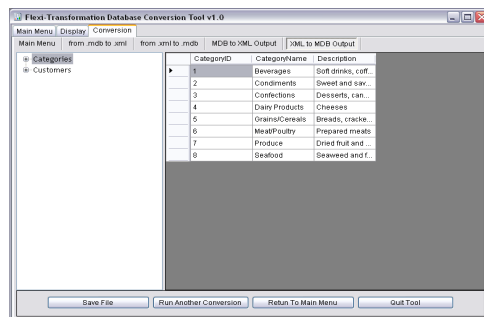 Flexi-Transformation Database Conversion Tool v1.0
Main Menu Display Conversion
Main Menu from .mdb to .xml from .xml to .mdb MDB to XML Output XML to MDB Output
Categories
Customers
CategoryID CategoryName Description
1 Beverages Soft drinks, coff...
2 Condiments Sweet and sav...
3 Confections Desserts, can...
4 Dairy Products Cheeses
5 Grains/Cereals Breads, cracke...
6 Meat/Poultry Prepared meats
7 Produce Dried fruit and ...
8 Seafood Seaweed and f...
Save File Run Another Conversion Retun To Main Menu Quit Tool